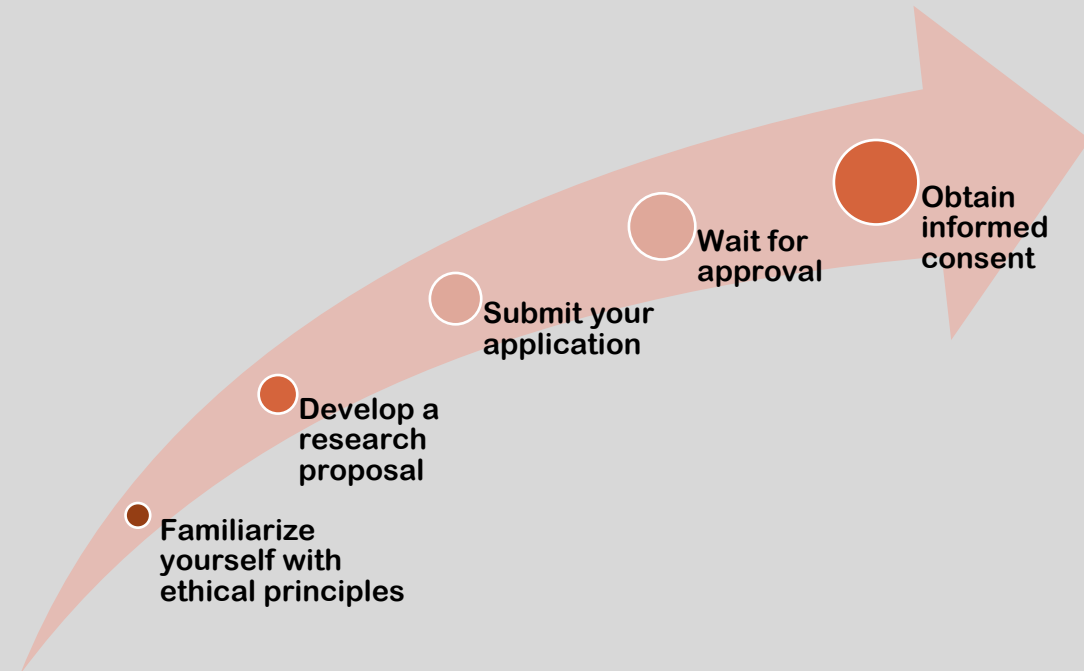 Familiarize
yourself with
ethical principles
Develop a
research
proposal
Submit your
application
Wait for
approval
Obtain
informed
consent